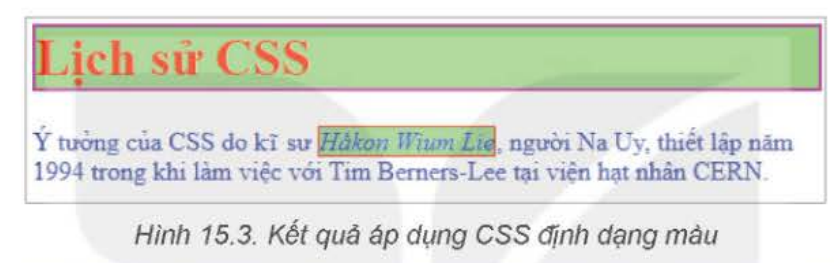 Lịch sử CSS
Ý tưởng của CSS do kĩ sư Håkon Wium Lie, người Na Uy, thiết lập năm
1994 trong khi làm việc với Tim Berners-Lee tại viện hạt nhân CERN.
Hình 15.3. Kết quả áp dụng CSS định dạng màu